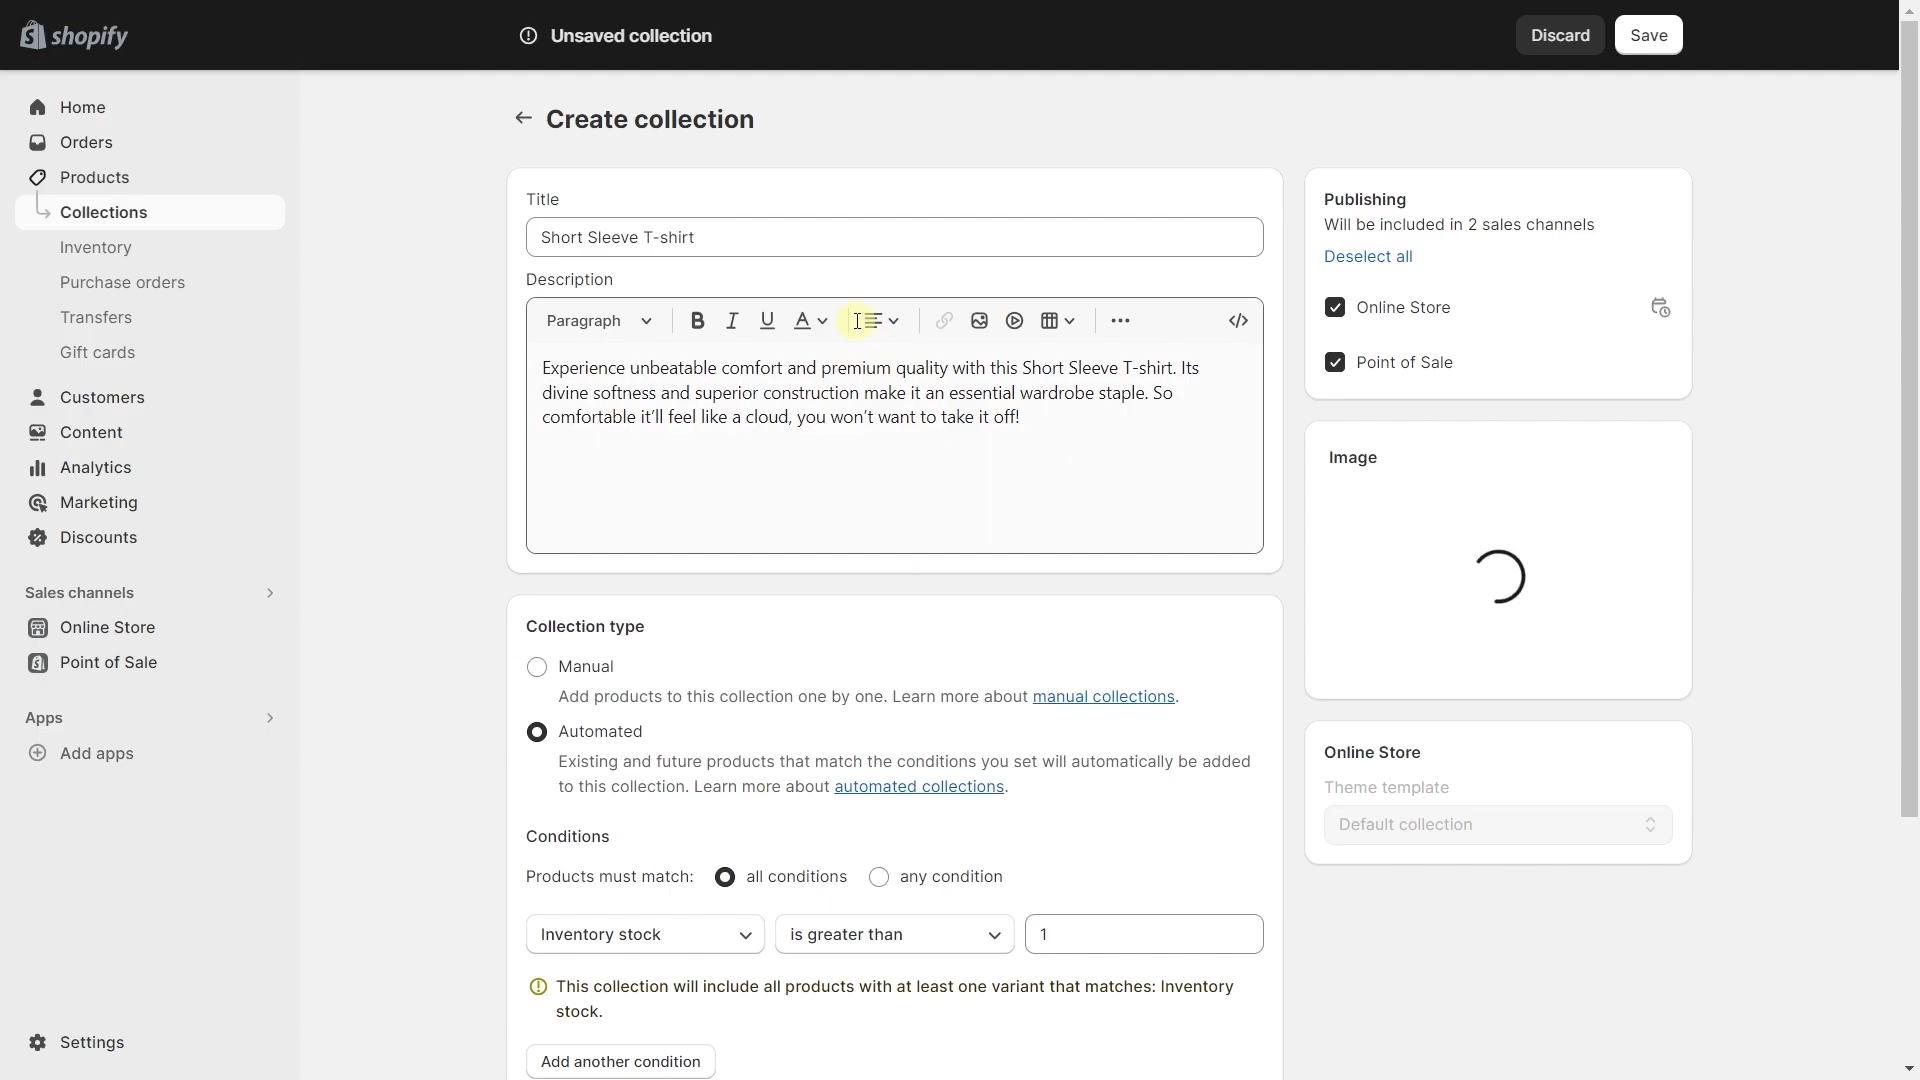 shopify
Unsaved collection
Discard
Save
Home
Orders
Products
Collections
Inventory
Purchase orders
Transfers
Gift cards
Customers
Content
Analytics
Marketing
Discounts
Sales channels
Online Store
Point of Sale
Apps
Add apps
Settings
Create collection
Title
Short Sleeve T-shirt
Description
Paragraph
B I U A
Experience unbeatable comfort and premium quality with this Short Sleeve T-shirt. Its
divine softness and superior construction make it an essential wardrobe staple. So
comfortable it’ll feel like a cloud, you won’t want to take it off!
Collection type
Manual
Add products to this collection one by one. Learn more about manual collections.
Automated
Existing and future products that match the conditions you set will automatically be added
to this collection. Learn more about automated collections.
Conditions
Products must match: all conditions any condition
Inventory stock is greater than 1
This collection will include all products with at least one variant that matches: Inventory
stock.
Add another condition
Publishing
Will be included in 2 sales channels
Deselect all
Online Store
Point of Sale
Image
Online Store
Theme template
Default collection